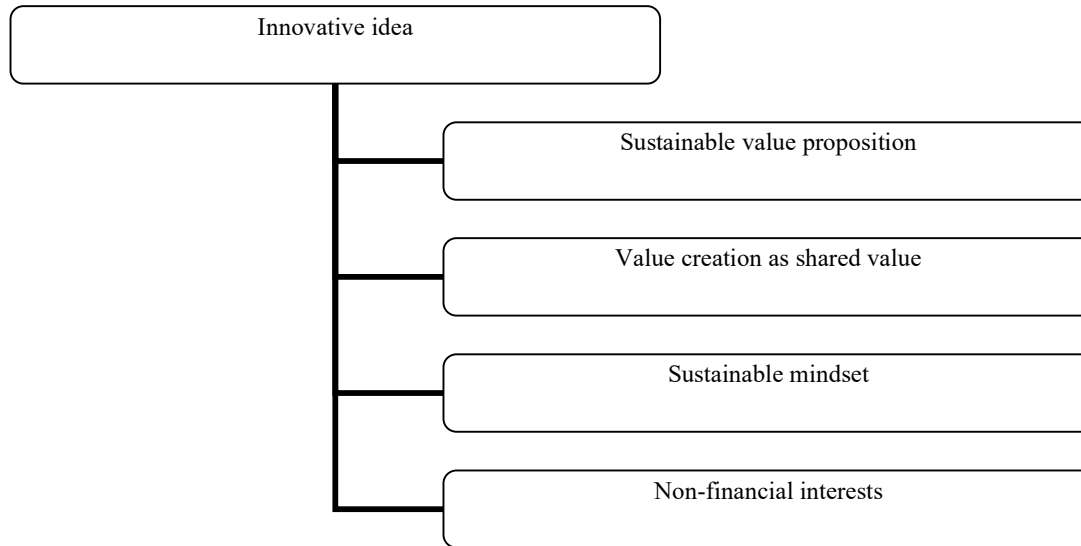 Innovative idea
Sustainable value proposition
Value creation as shared value
Sustainable mindset
Non-financial interests